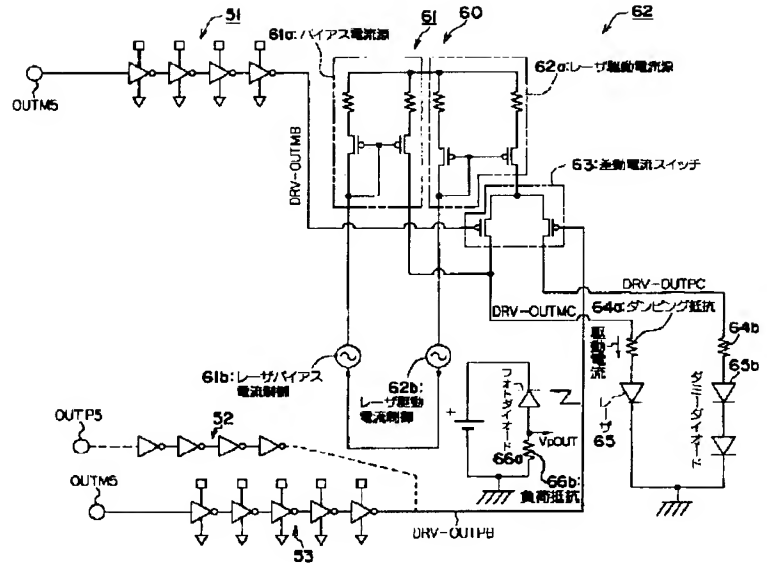 51
61a:バイアス電流源
61
60
62
62a:レーザ駆動電流源
OUTM5
DRV-OUTMB
63:差動電流スイッチ
DRV-OUTPC
DRV-OUTMC
64a:ダンピング抵抗
駆動電流
64b
65b
61b:レーザバイアス
電流制御
62b:
レーザ駆動
電流制御
フォトダイオード
レーザ
65
ダミーダイオード
VpOUT
66a
66b:
負荷抵抗
OUTP5
52
OUTM5
53
DRV-OUTPB
+